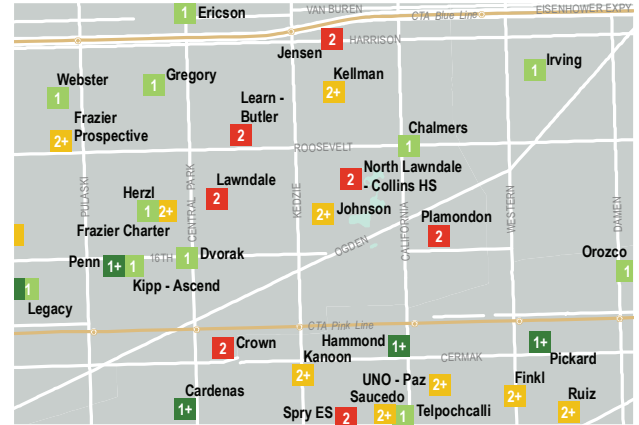 VAN BUREN
EISENHOWER EXPY
1 Ericson
CTA Blue Line
2
HARRISON
Jensen
Irving
1
Gregory
1
Kellman
2+
Webster
1
Learn -
Butler
2
Frazier
Prospective
2+
Chalmers
1
ROOSEVELT
North Lawndale
- Collins HS
2
PULASKI
CENTRAL PARK
KEDZIE
CALIFORNIA
WESTERN
DAMEN
Lawndale
2
Herzl
1 2+
Frazier Charter
2+ Johnson
Plamondon
2
OGDEN
Orozco
1
Dvorak
1
16TH
Penn 1+ 1
Kipp - Ascend
1
Legacy
CTA Pink Line
2 Crown
Hammond 1+
1+
Pickard
CERMAK
Kanoon
2+
UNO - Paz
2+
Finkl
2+
Ruiz
2+
Cardenas
1+
Saucedo
2+ 1 Telpochcalli
Spry ES 2